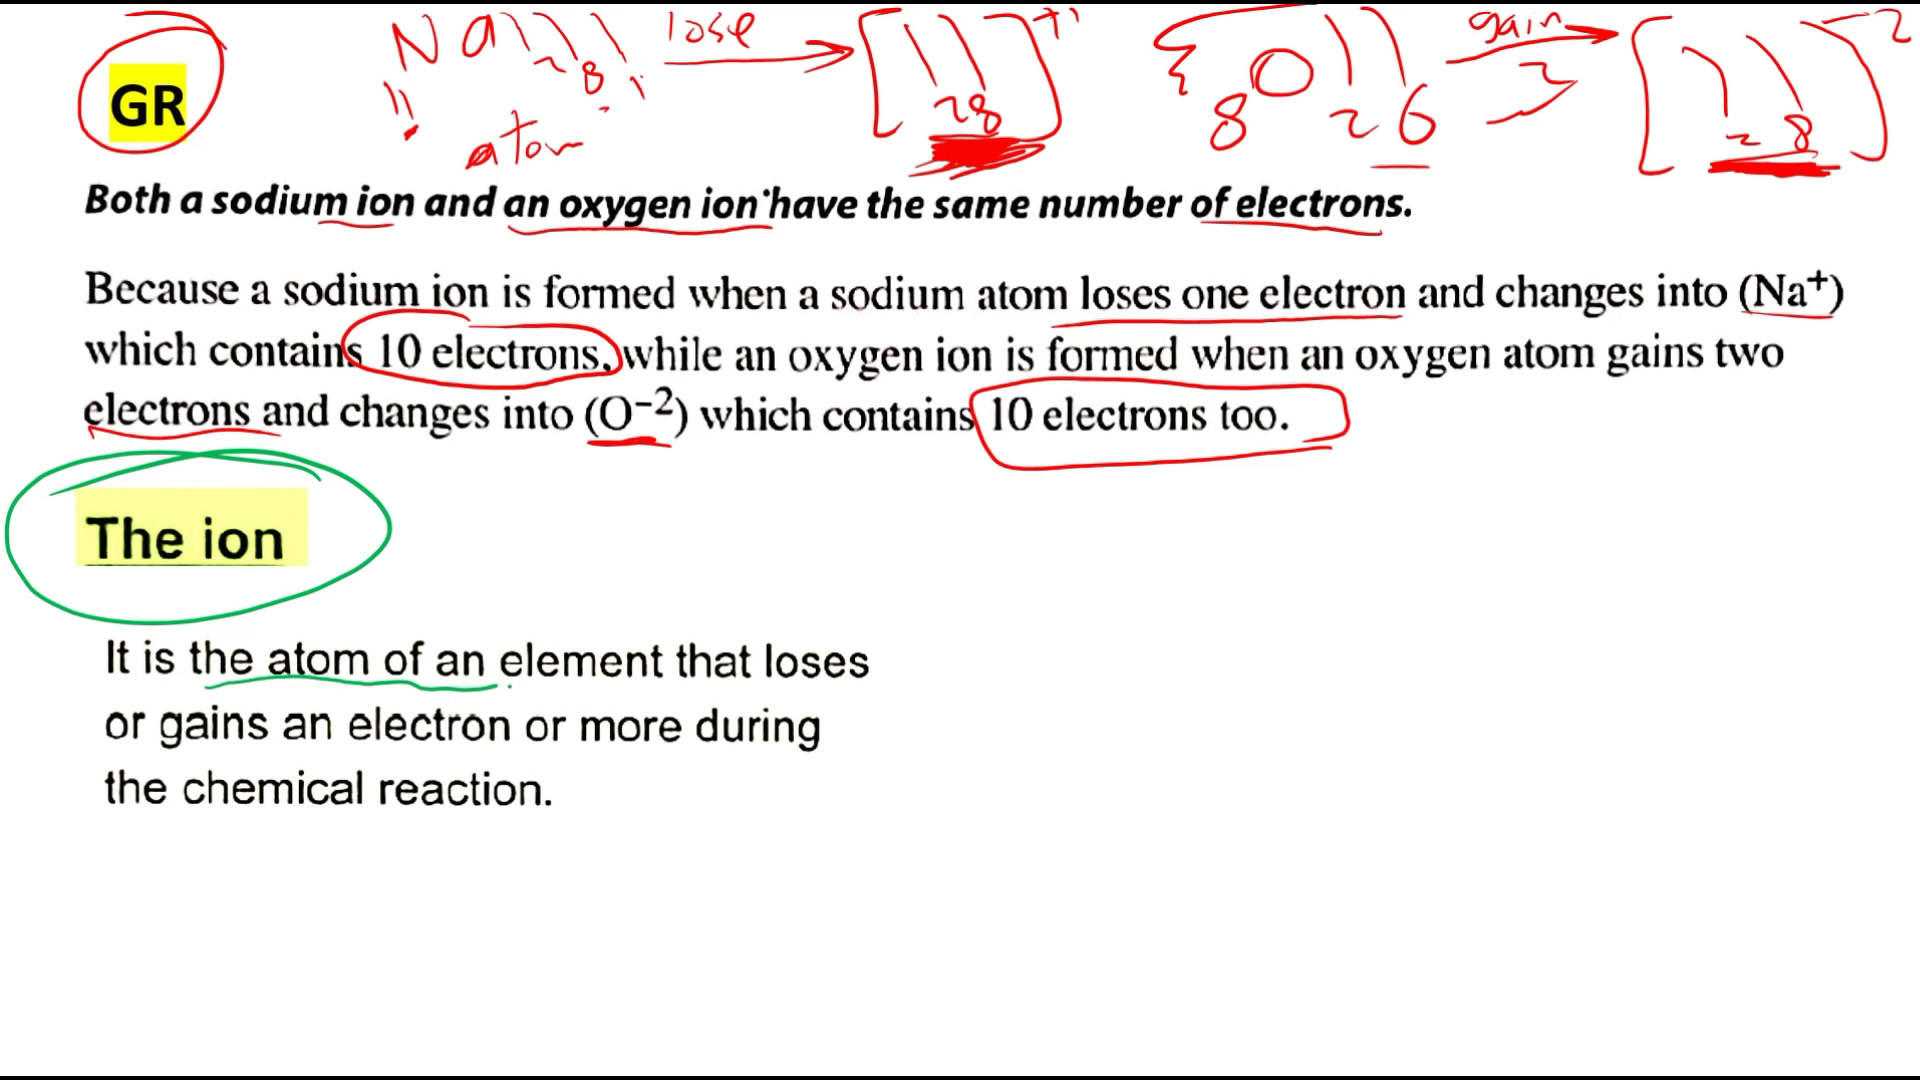 Na 2 8 1 lose [2 8]+1 8 O 2 6 gain 2 [2 8]-2
11
atom
GR
Both a sodium ion and an oxygen ion have the same number of electrons.
Because a sodium ion is formed when a sodium atom loses one electron and changes into (Na⁺)
which contains 10 electrons, while an oxygen ion is formed when an oxygen atom gains two
electrons and changes into (O⁻²) which contains 10 electrons too.
The ion
It is the atom of an element that loses
or gains an electron or more during
the chemical reaction.